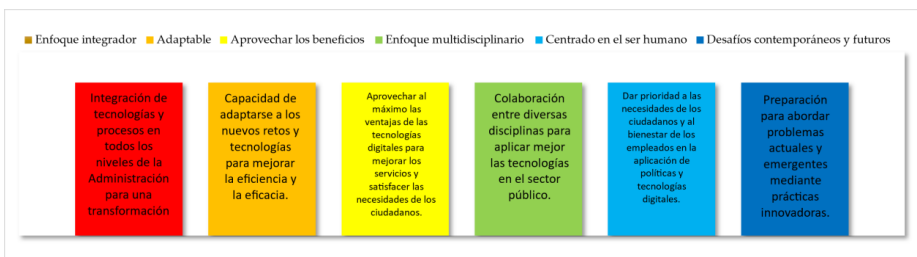 Enfoque integrador Adaptable Aprovechar los beneficios Enfoque multidisciplinario Centrado en el ser humano Desafíos contemporáneos y futuros
Integración de
tecnologías y
procesos en
todos los
niveles de la
Administración
para una
transformación
Capacidad de
adaptarse a los
nuevos retos y
tecnologías
para mejorar
la eficiencia y
la eficacia.
Aprovechar al
máximo las
ventajas de las
tecnologías
digitales para
mejorar los
servicios y
satisfacer las
necesidades de los
ciudadanos.
Colaboración
entre diversas
disciplinas para
aplicar mejor
las tecnologías
en el sector
público.
Dar prioridad a las
necesidades de los
ciudadanos y al
bienestar de los
empleados en la
aplicación de
políticas y
tecnologías
digitales.
Preparación
para abordar
problemas
actuales y
emergentes
mediante
prácticas
innovadoras.